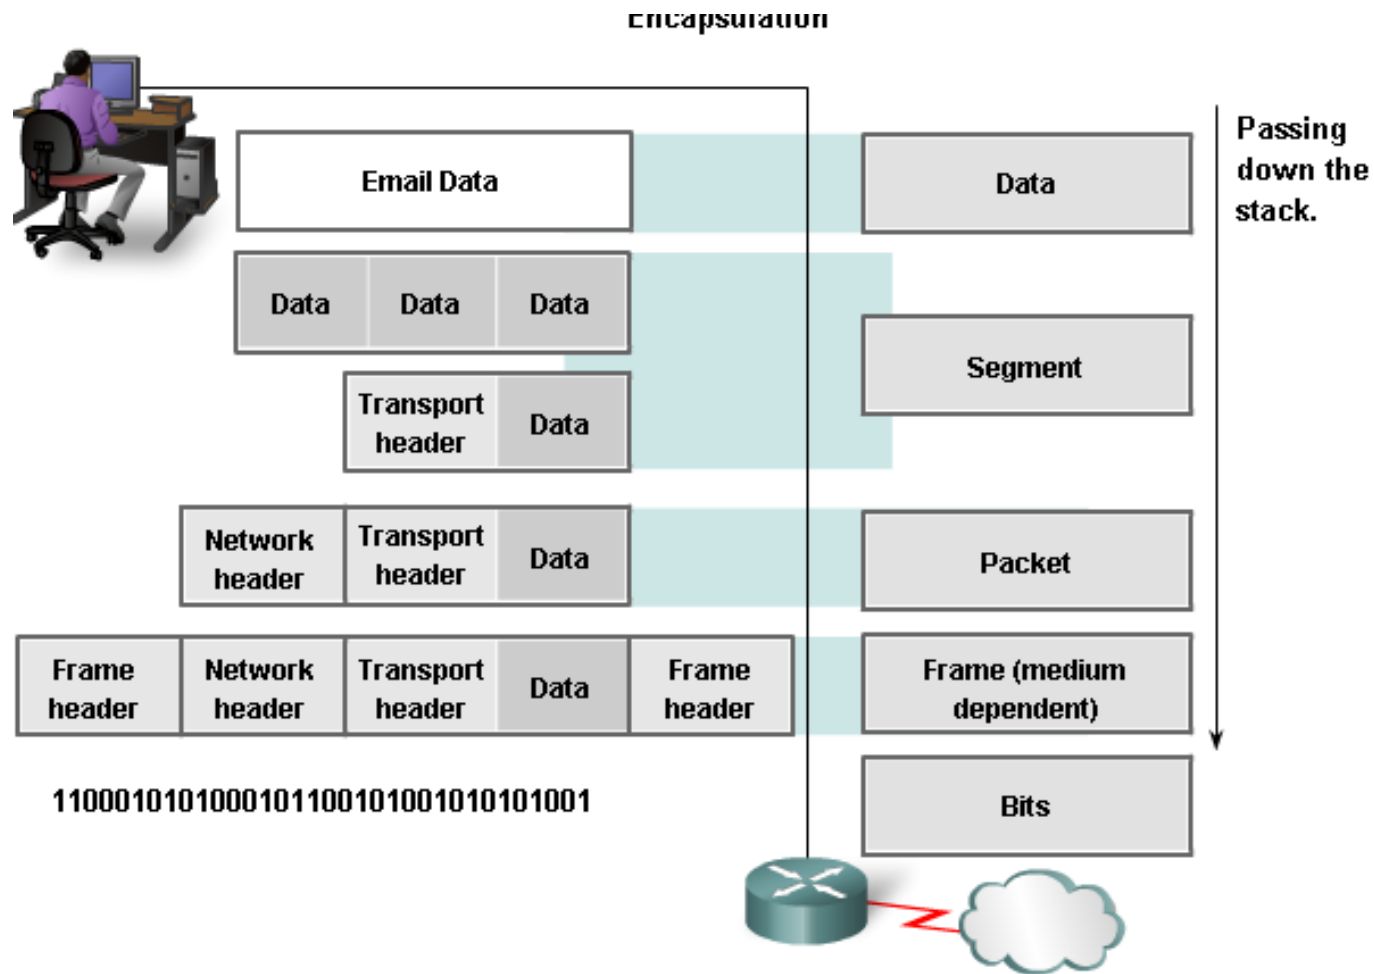 Encapsulation
Passing
down the
stack.
Email Data
Data
Data Data Data
Segment
Transport
header
Data
Network
header
Transport
header
Data
Packet
Frame
header
Network
header
Transport
header
Data
Frame
header
Frame (medium
dependent)
1100010101000101100101001010101001
Bits